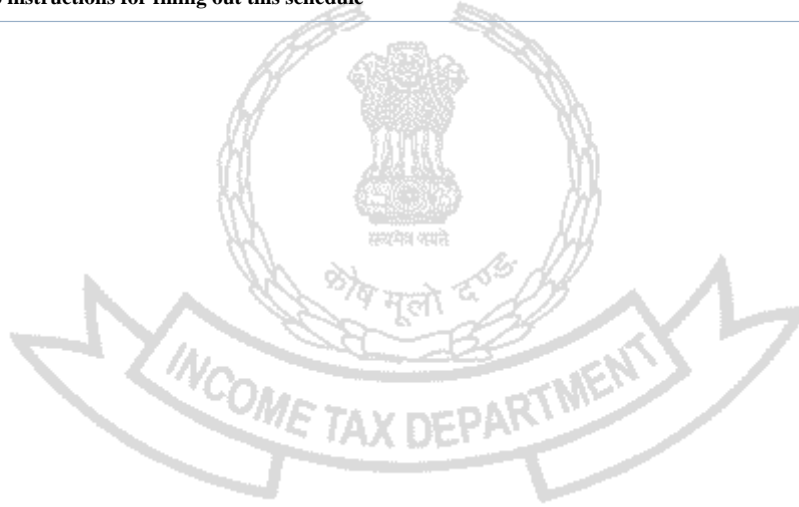 instructions for filling out this schedule
सत्यमेव जयते
कोष मूलो दण्डः
INCOME TAX DEPARTMENT